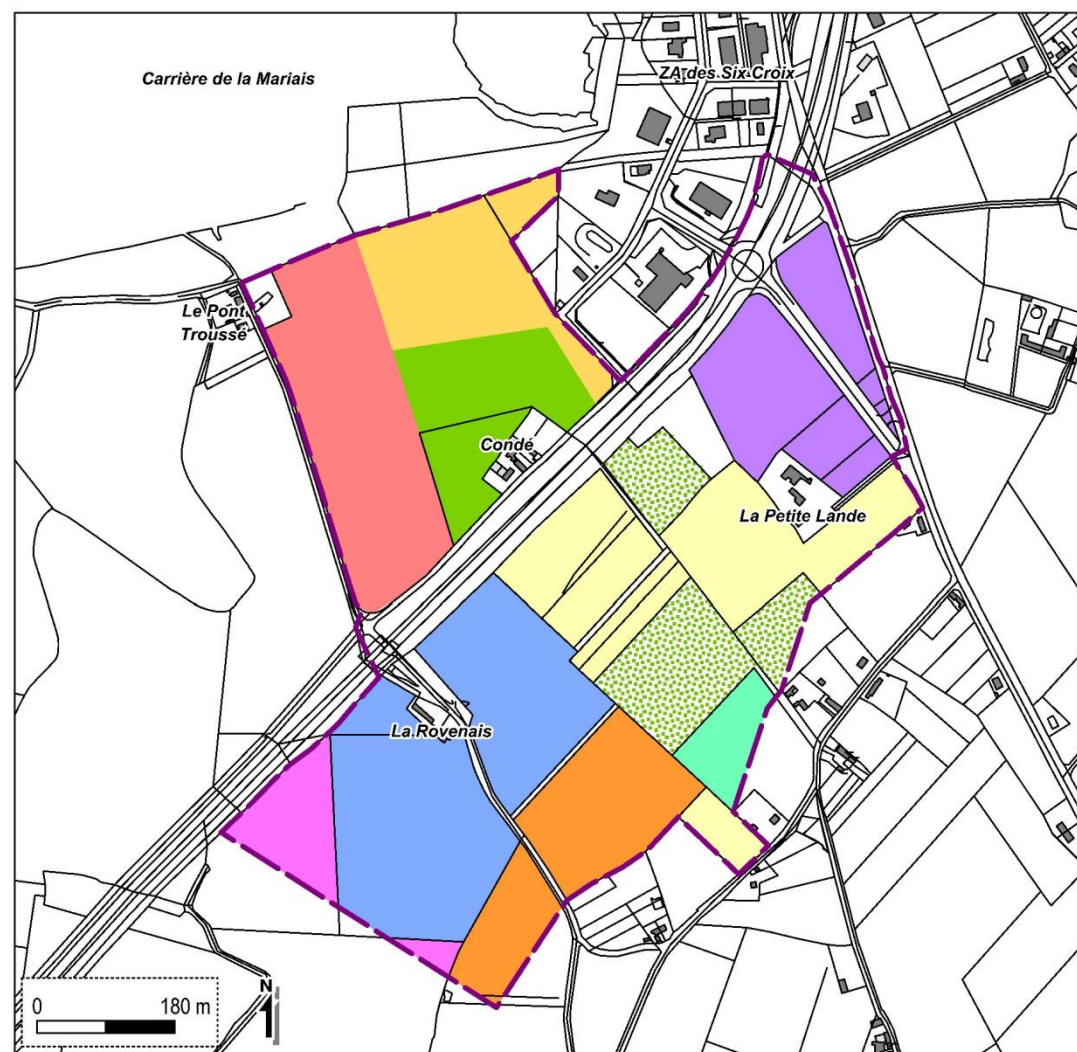 Carrière de la Mariais
ZA des Six Croix
Le Pont
Troussé
Condé
La Petite Lande
La Rovenais
N
0 180 m